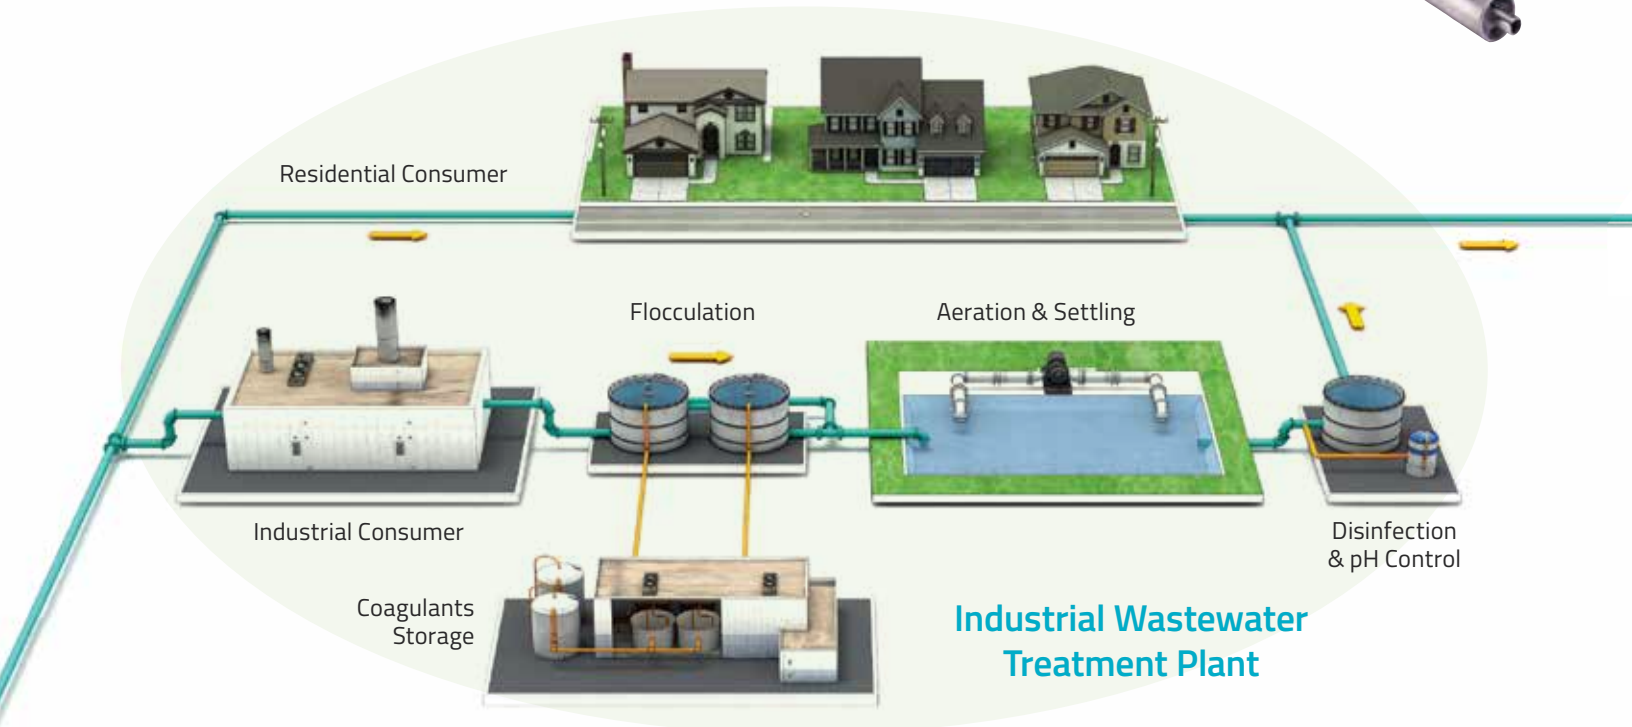 Residential Consumer
Flocculation
Aeration & Settling
Industrial Consumer
Disinfection
& pH Control
Coagulants
Storage
Industrial Wastewater
Treatment Plant